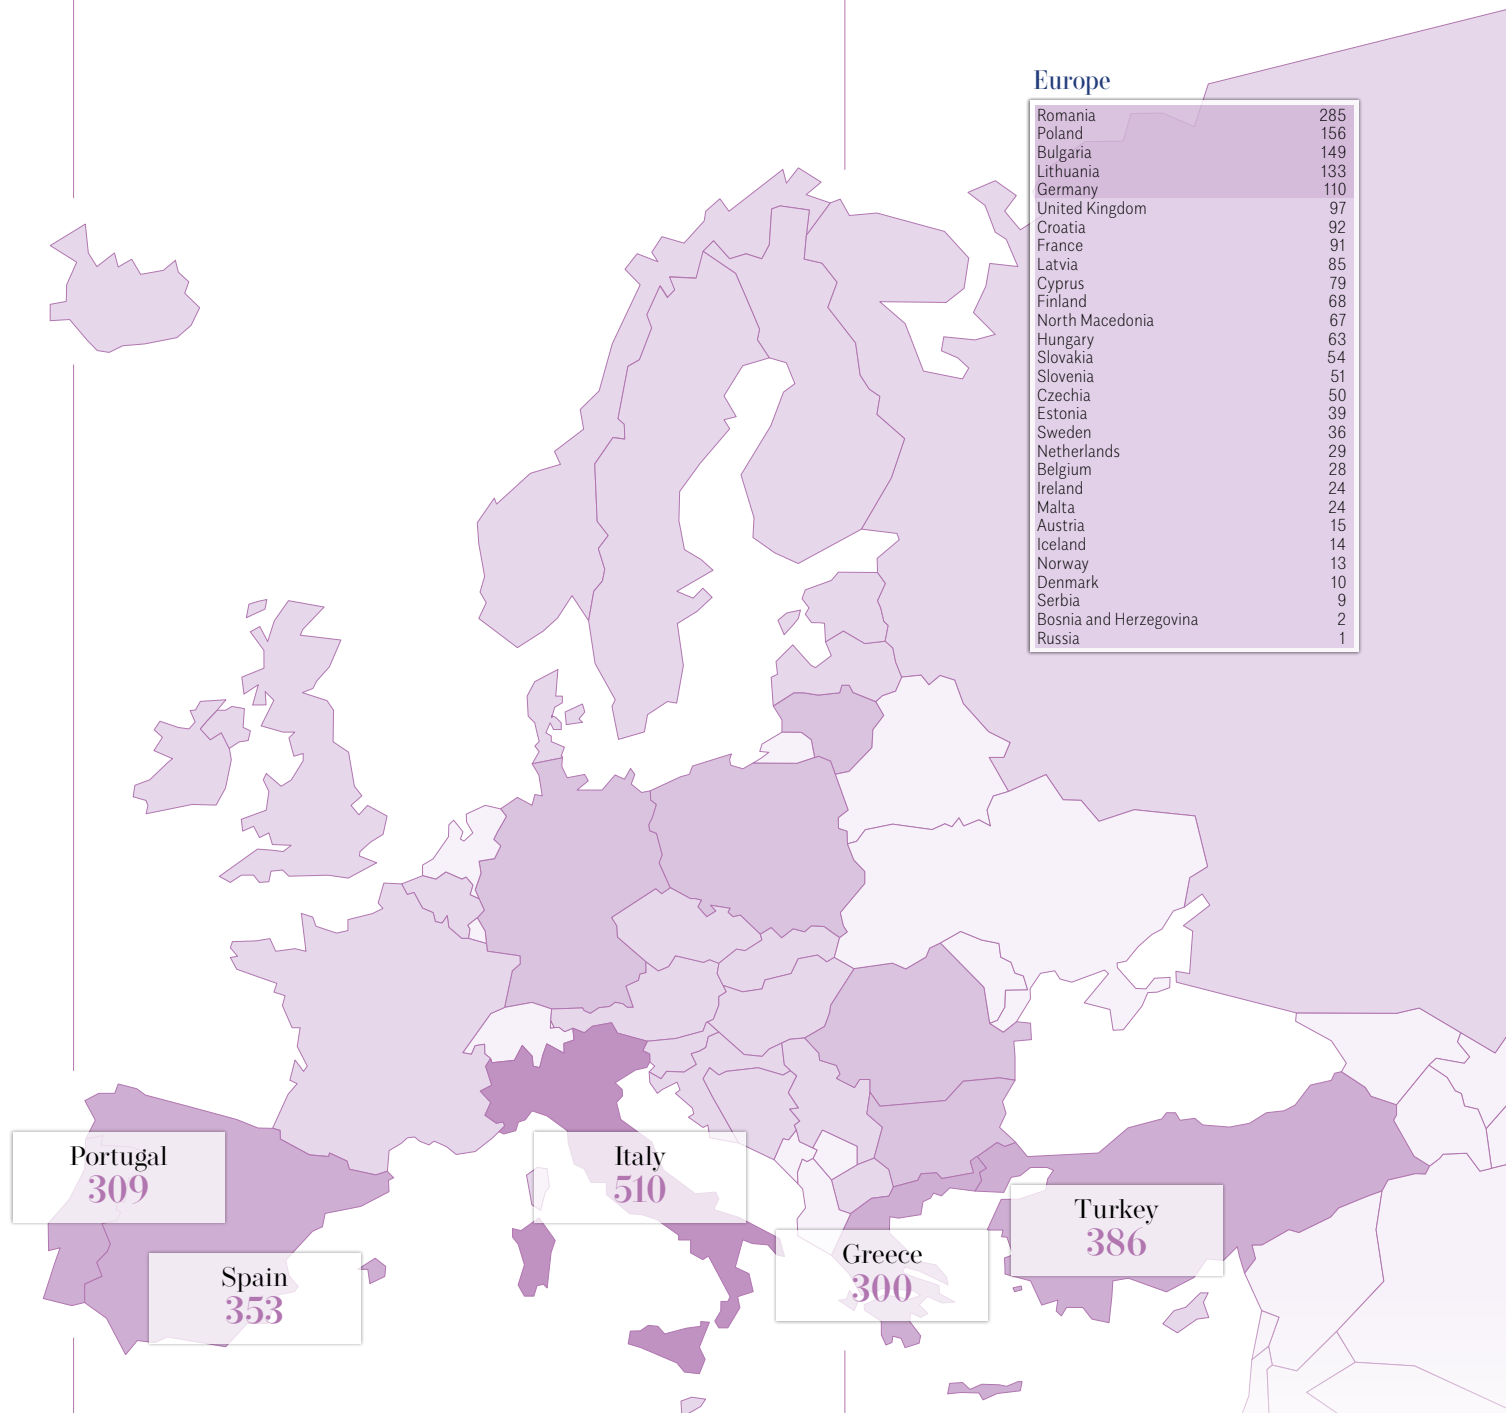 Europe
Romania 285
Poland 156
Bulgaria 149
Lithuania 133
Germany 110
United Kingdom 97
Croatia 92
France 91
Latvia 85
Cyprus 79
Finland 68
North Macedonia 67
Hungary 63
Slovakia 54
Slovenia 51
Czechia 50
Estonia 39
Sweden 36
Netherlands 29
Belgium 28
Ireland 24
Malta 24
Austria 15
Iceland 14
Norway 13
Denmark 10
Serbia 9
Bosnia and Herzegovina 2
Russia 1
Portugal
309
Italy
510
Turkey
386
Greece
300
Spain
353